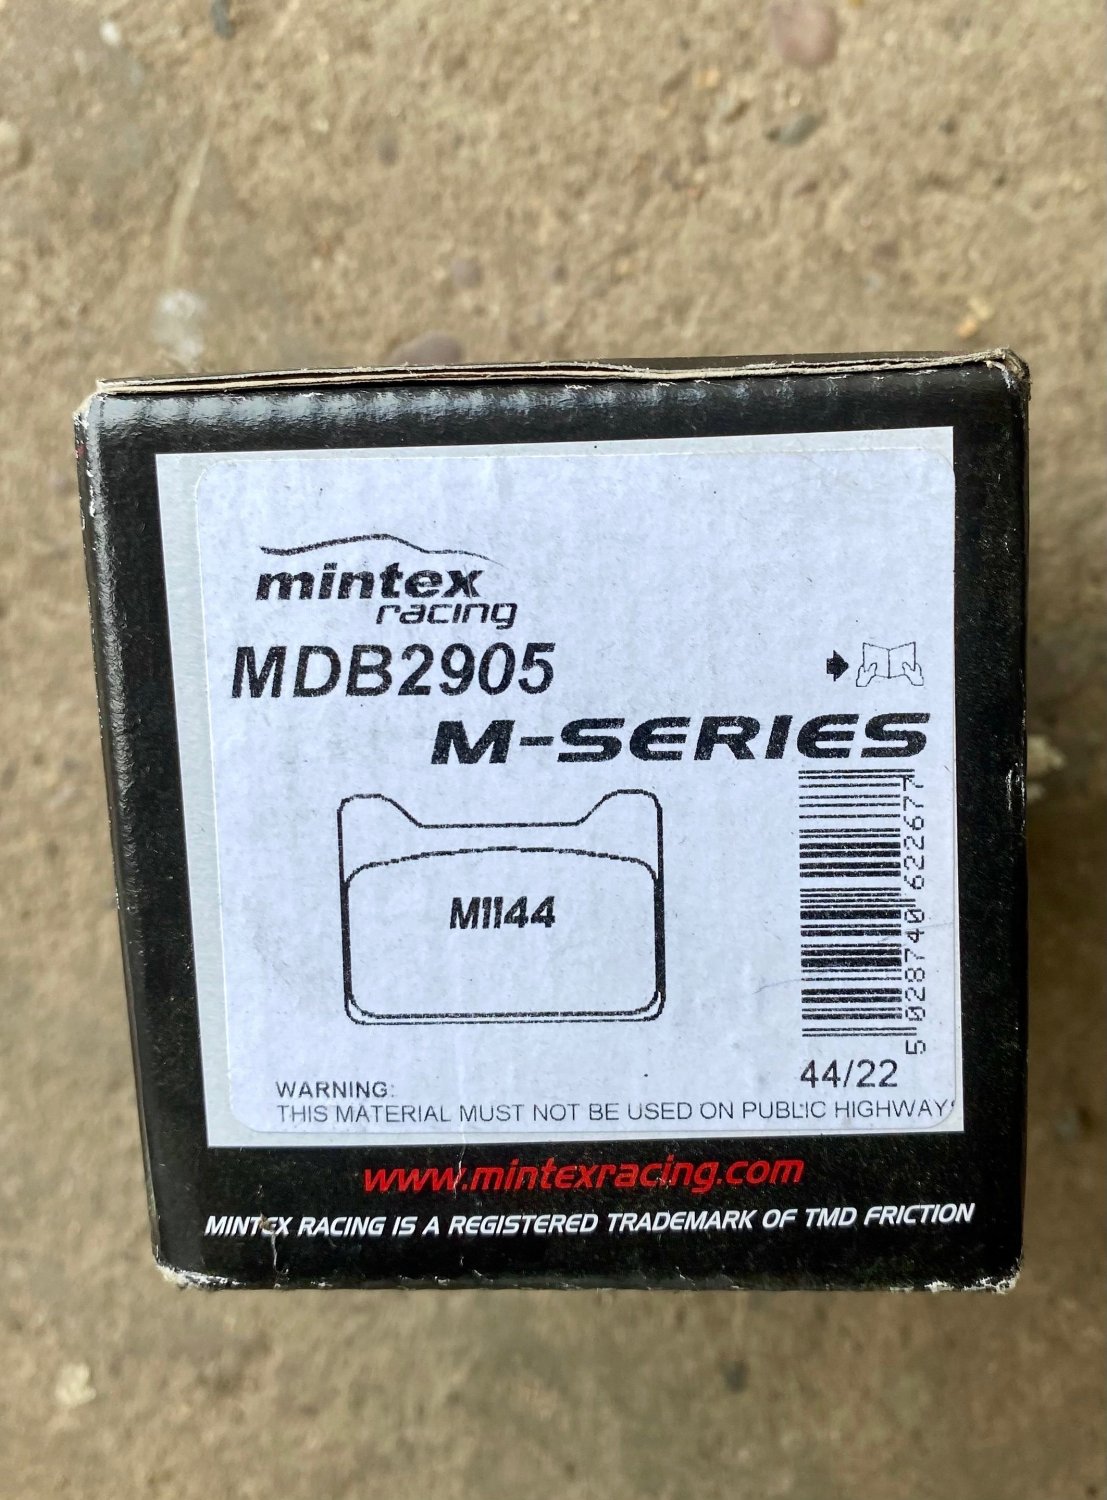 mintex
racing
MDB2905
M-SERIES
M1144
5 028740 622677
44/22
WARNING:
THIS MATERIAL MUST NOT BE USED ON PUBLIC HIGHWAYS
www.mintexracing.com
MINTEX RACING IS A REGISTERED TRADEMARK OF TMD FRICTION